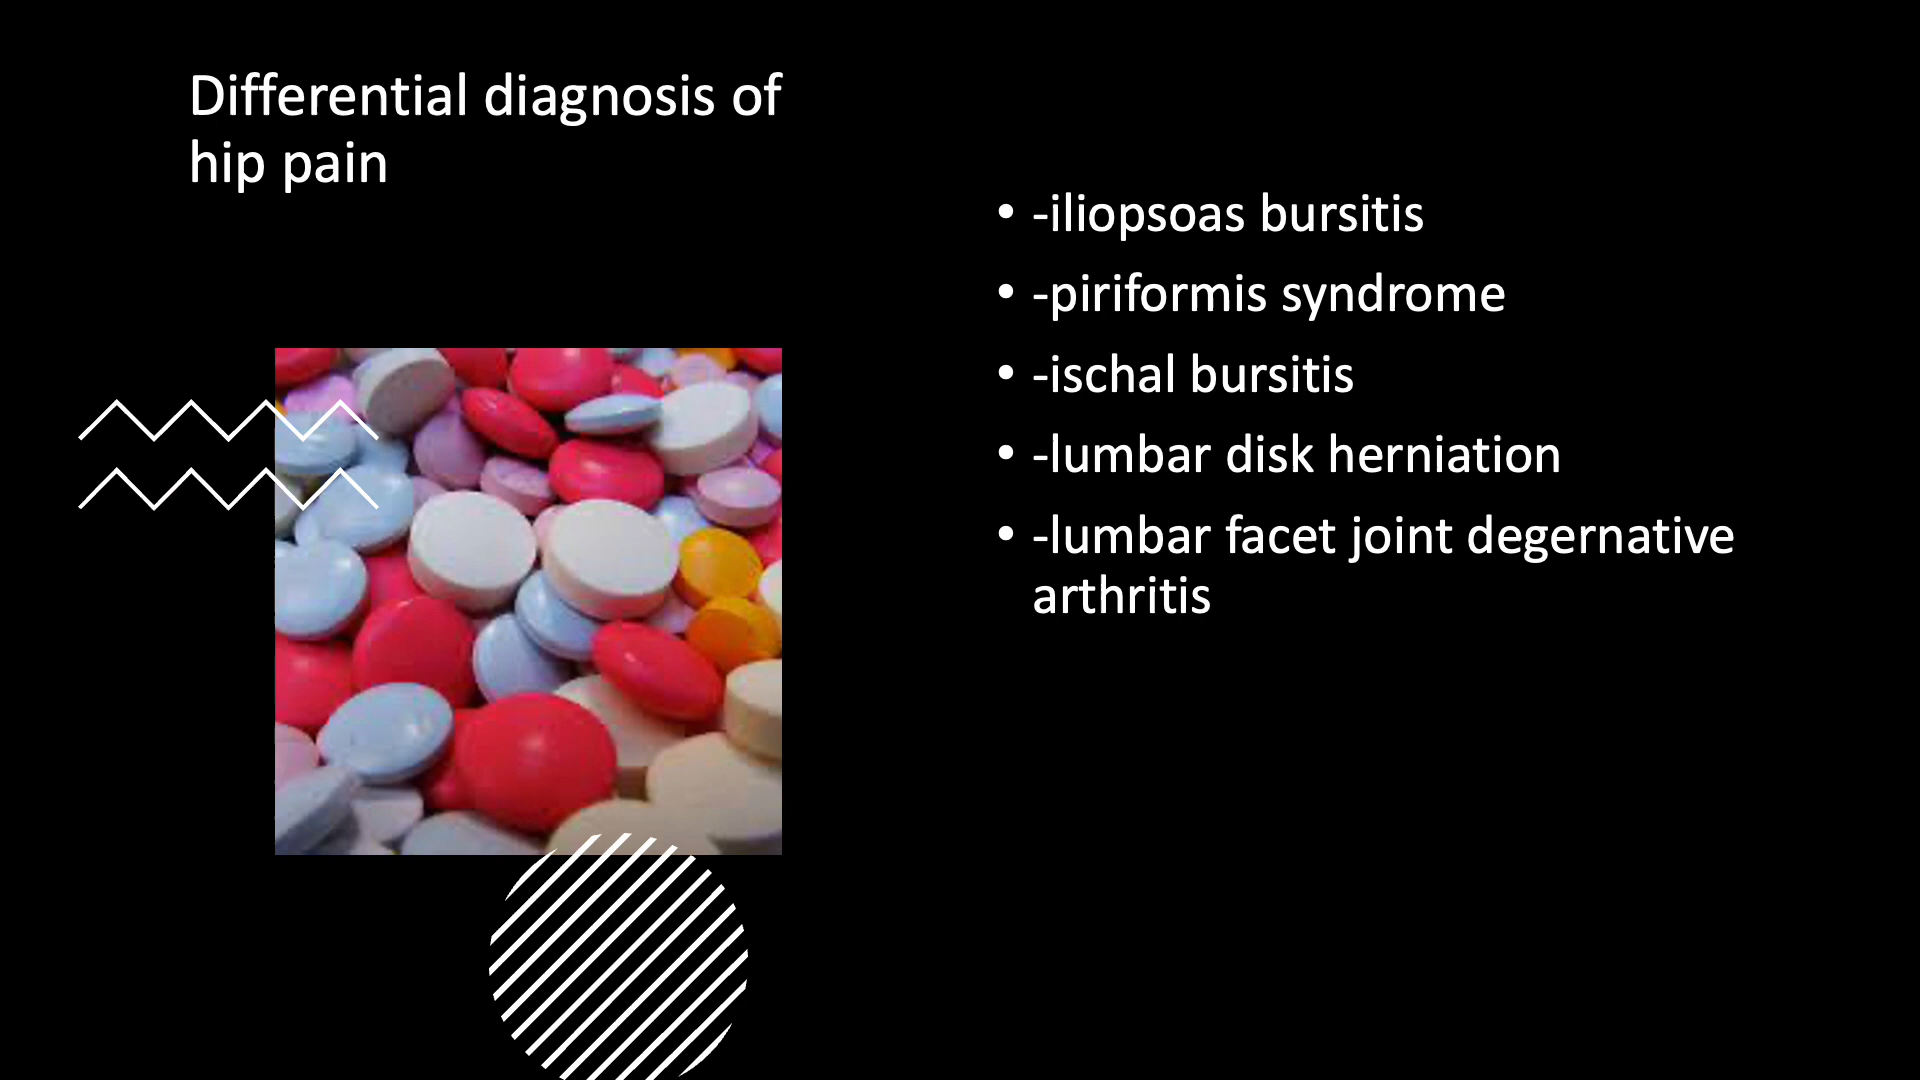 Differential diagnosis of
hip pain
• -iliopsoas bursitis
• -piriformis syndrome
• -ischal bursitis
• -lumbar disk herniation
• -lumbar facet joint degernative
arthritis